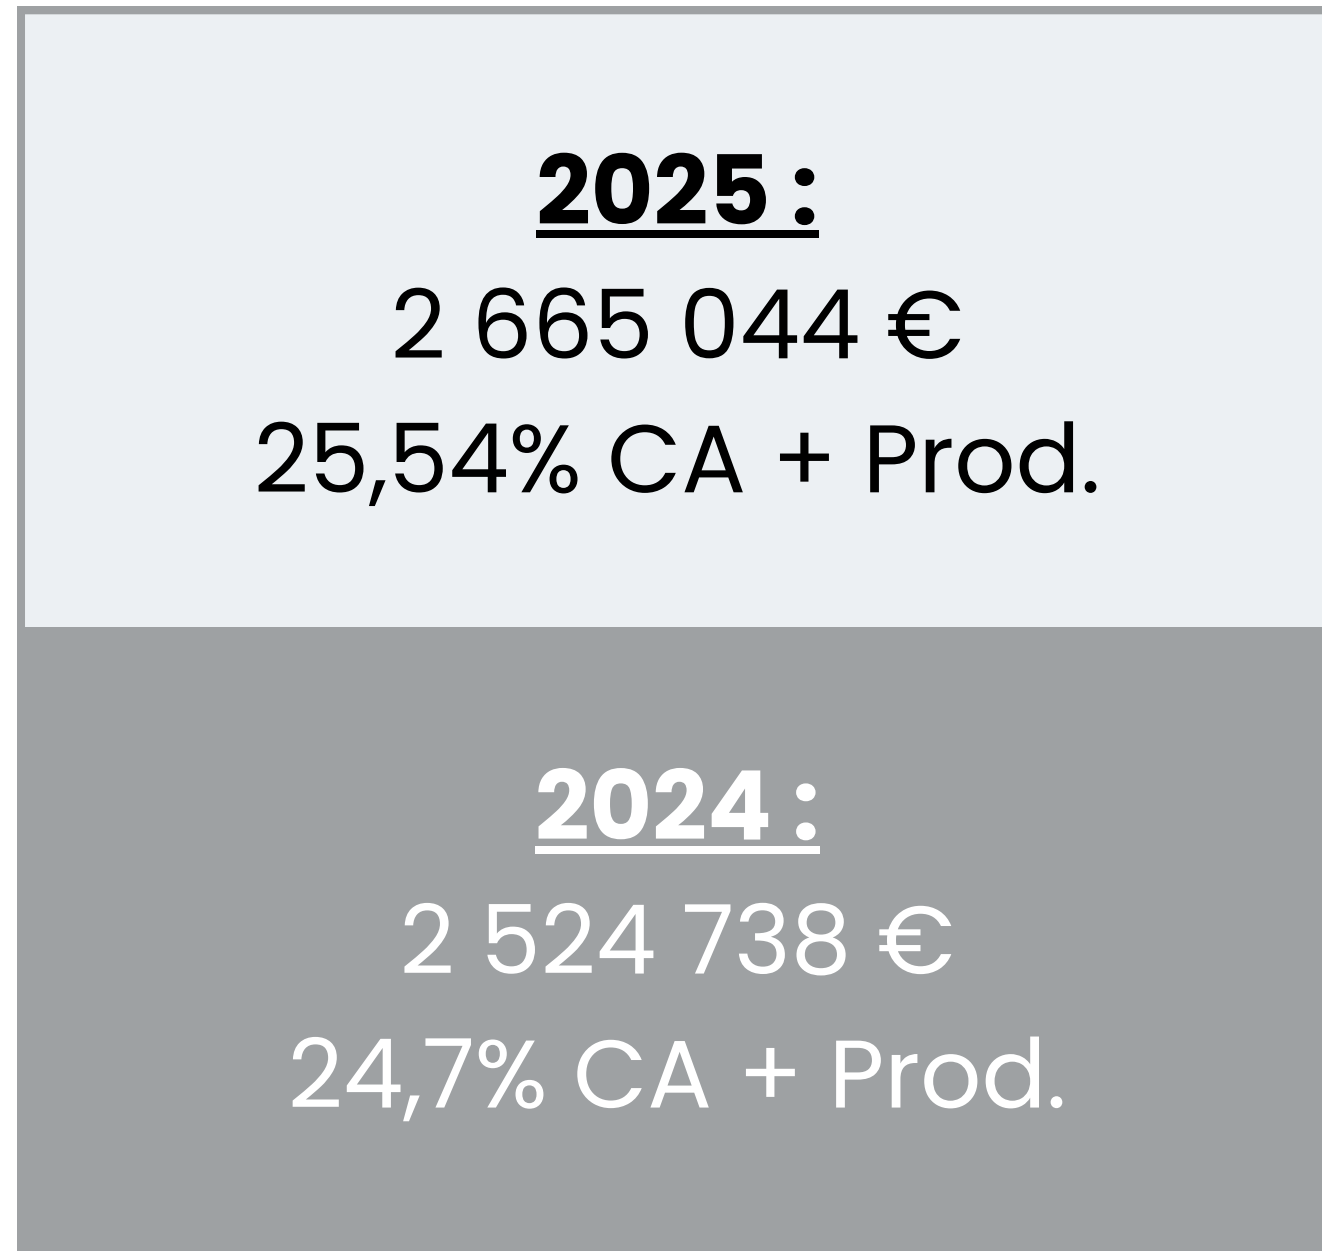 2025 :
2 665 044 €
25,54% CA + Prod.
2024 :
2 524 738 €
24,7% CA + Prod.